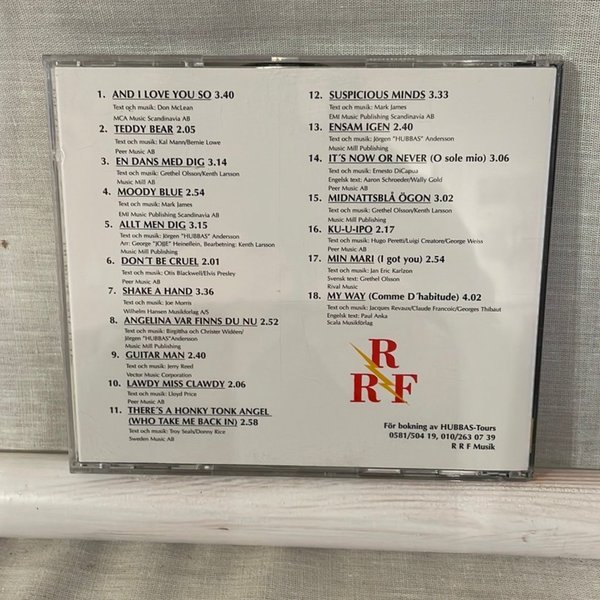 1. AND I LOVE YOU SO 3.40
Text och musik: Don McLean
MCA Music Scandinavia AB
2. TEDDY BEAR 2.05
Text och musik: Kal Mann/Bernie Lowe
Peer Music AB
3. EN DANS MED DIG 3.14
Text och musik: Grethel Olsson/Kenth Larsson
Music Mill AB
4. MOODY BLUE 2.54
Text och musik: Mark James
EMI Music Publishing Scandinavia AB
5. ALLT MEN DIG 3.15
Text och musik: Jörgen "HUBBAS" Andersson
Arr: George "JOJJE" Heineflein, Bearbetning: Kenth Larsson
Music Mill Publishing
6. DON´T BE CRUEL 2.01
Text och musik: Otis Blackwell/Elvis Presley
Peer Music AB
7. SHAKE A HAND 3.36
Text och musik: Joe Morris
Wilhelm Hansen Musikförlag A/S
8. ANGELINA VAR FINNS DU NU 2.52
Text och musik: Birgittha och Christer Widéen/
Jörgen "HUBBAS"Andersson
Music Mill Publishing
9. GUITAR MAN 2.40
Text och musik: Jerry Reed
Vector Music Corporation
10. LAWDY MISS CLAWDY 2.06
Text och musik: Lloyd Price
Peer Music AB
11. THERE´S A HONKY TONK ANGEL
(WHO TAKE ME BACK IN) 2.58
Text och musik: Troy Seals/Donny Rice
Sweden Music AB
12. SUSPICIOUS MINDS 3.33
Text och musik: Mark James
EMI Music Publishing Scandinavia AB
13. ENSAM IGEN 2.40
Text och musik: Jörgen "HUBBAS" Andersson
Music Mill Publishing
14. IT´S NOW OR NEVER (O sole mio) 3.06
Text och musik: Ernesto DiCapua
Engelsk text: Aaron Schroeder/Wally Gold
Peer Music AB
15. MIDNATTSBLÅ ÖGON 3.02
Text och musik: Grethel Olsson/Kenth Larsson
Music Mill Publishing
16. KU-U-IPO 2.17
Text och musik: Hugo Peretti/Luigi Creatore/George Weiss
Peer Music AB
17. MIN MARI (I got you) 2.54
Text och musik: Jan Eric Karlzon
Svensk text: Grethel Olsson
Rival Music
18. MY WAY (Comme D´habitude) 4.02
Text och musik: Jacques Revaux/Claude Francoic/Georges Thibaut
Engelsk text: Paul Anka
Scala Musikförlag
R
R F
För bokning av HUBBAS-Tours
0581/504 19, 010/263 07 39
R R F Musik